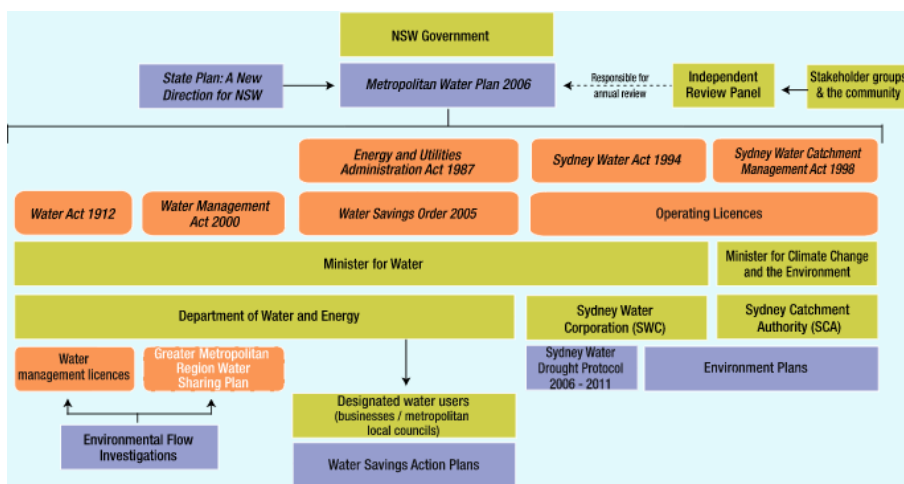 NSW Government
State Plan: A New
Direction for NSW
Metropolitan Water Plan 2006
Responsible for
annual review
Independent
Review Panel
Stakeholder groups
& the community
Energy and Utilities
Administration Act 1987
Sydney Water Act 1994
Sydney Water Catchment
Management Act 1998
Water Act 1912
Water Management
Act 2000
Water Savings Order 2005
Operating Licences
Minister for Water
Minister for Climate Change
and the Environment
Department of Water and Energy
Sydney Water
Corporation (SWC)
Sydney Catchment
Authority (SCA)
Water
management licences
Greater Metropolitan
Region Water
Sharing Plan
Sydney Water
Drought Protocol
2006 - 2011
Environment Plans
Designated water users
(businesses / metropolitan
local councils)
Environmental Flow
Investigations
Water Savings Action Plans